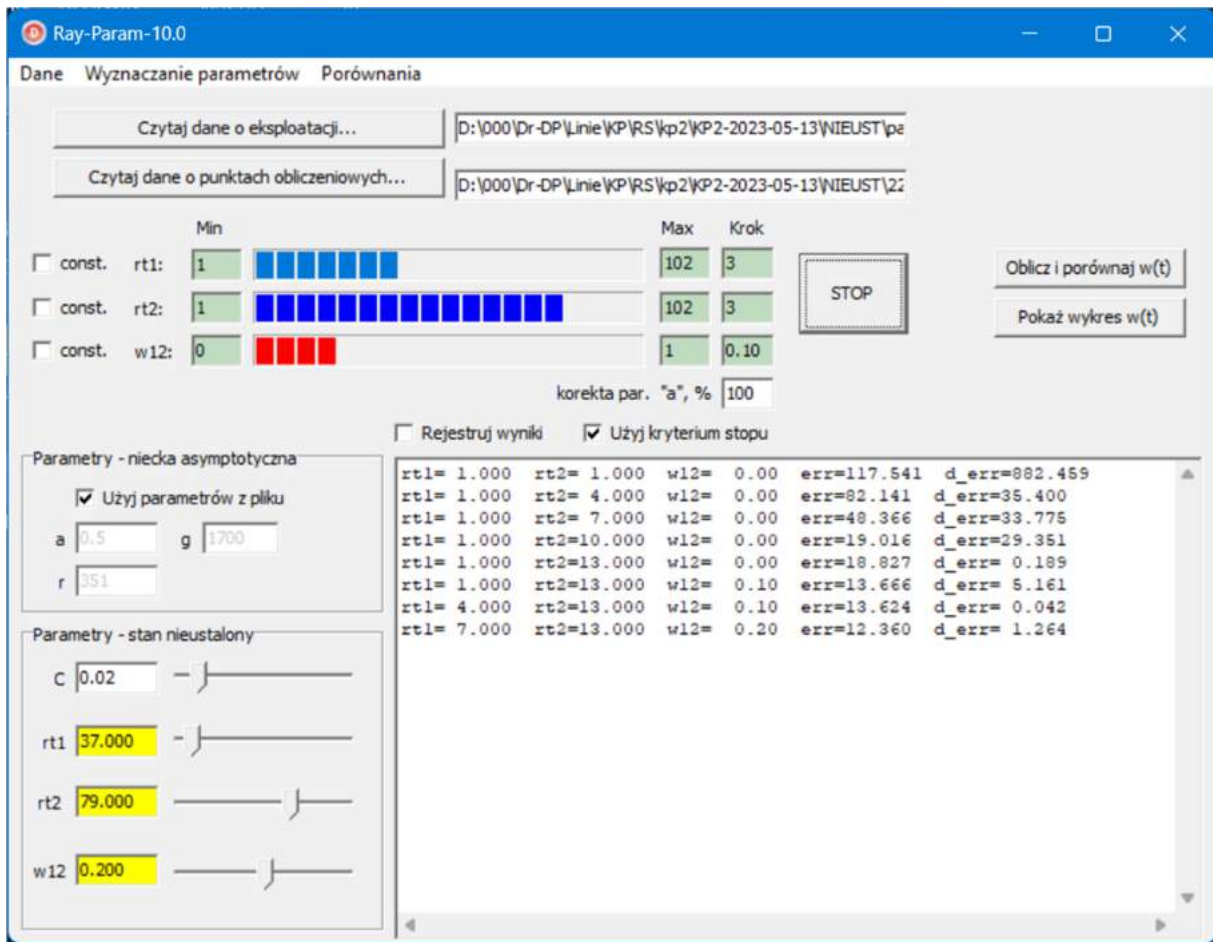 Ray-Param-10.0
Dane Wyznaczanie parametrów Porównania
Czytaj dane o eksploatacji... D:\000\Dr-DP\Linie\KP\RS\kp2\KP2-2023-05-13\NIEUST\pa
Czytaj dane o punktach obliczeniowych... D:\000\Dr-DP\Linie\KP\RS\kp2\KP2-2023-05-13\NIEUST\22
Min Max Krok
const. rt1: 1 102 3
const. rt2: 1 102 3
const. w12: 0 1 0.10
STOP
Oblicz i porównaj w(t)
Pokaż wykres w(t)
korekta par. "a", % 100
Rejestruj wyniki Użyj kryterium stopu
Parametry - niecka asymptotyczna
Użyj parametrów z pliku
a 0.5 g 1700
r 351
Parametry - stan nieustalony
C 0.02
rt1 37.000
rt2 79.000
w12 0.200
rt1= 1.000 rt2= 1.000 w12= 0.00 err=117.541 d_err=882.459
rt1= 1.000 rt2= 4.000 w12= 0.00 err=82.141 d_err=35.400
rt1= 1.000 rt2= 7.000 w12= 0.00 err=48.366 d_err=33.775
rt1= 1.000 rt2=10.000 w12= 0.00 err=19.016 d_err=29.351
rt1= 1.000 rt2=13.000 w12= 0.00 err=18.827 d_err= 0.189
rt1= 1.000 rt2=13.000 w12= 0.10 err=13.666 d_err= 5.161
rt1= 4.000 rt2=13.000 w12= 0.10 err=13.624 d_err= 0.042
rt1= 7.000 rt2=13.000 w12= 0.20 err=12.360 d_err= 1.264